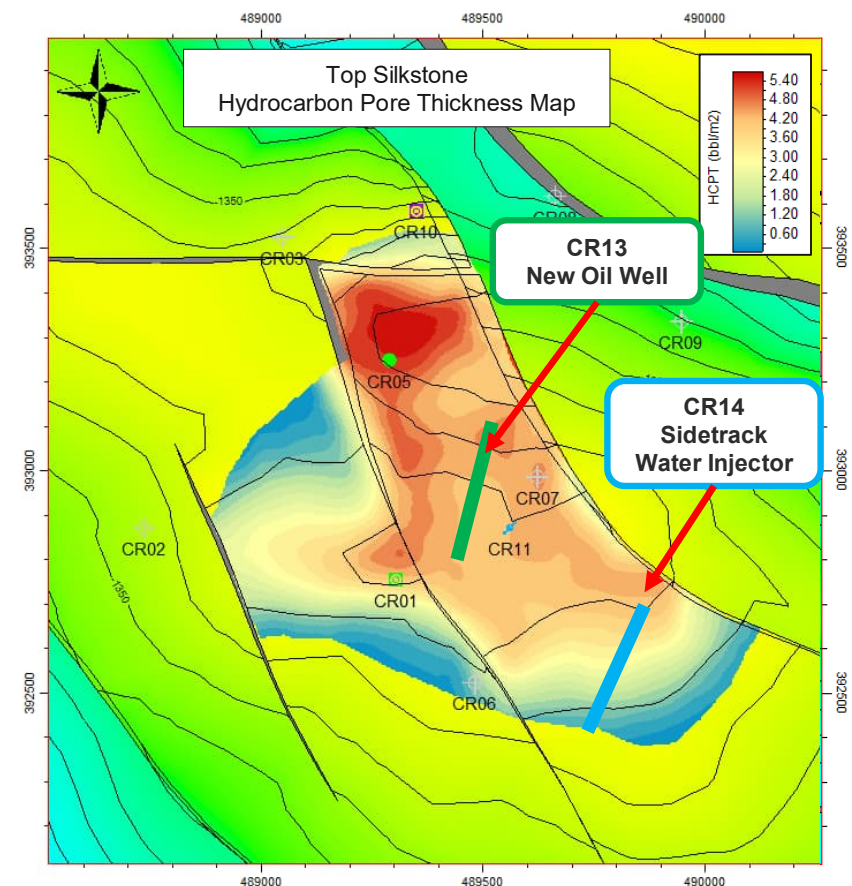 489000
489500
490000
Top Silkstone
Hydrocarbon Pore Thickness Map
HCPT (bbl/m2)
5.40
4.80
4.20
3.60
3.00
2.40
1.80
1.20
0.60
1350
CR10
CR08
CR03
393500
393500
CR13
New Oil Well
CR09
CR05
CR14
Sidetrack
Water Injector
393000
393000
CR07
CR02
CR11
1350
CR01
CR06
392500
392500
489000
489500
490000